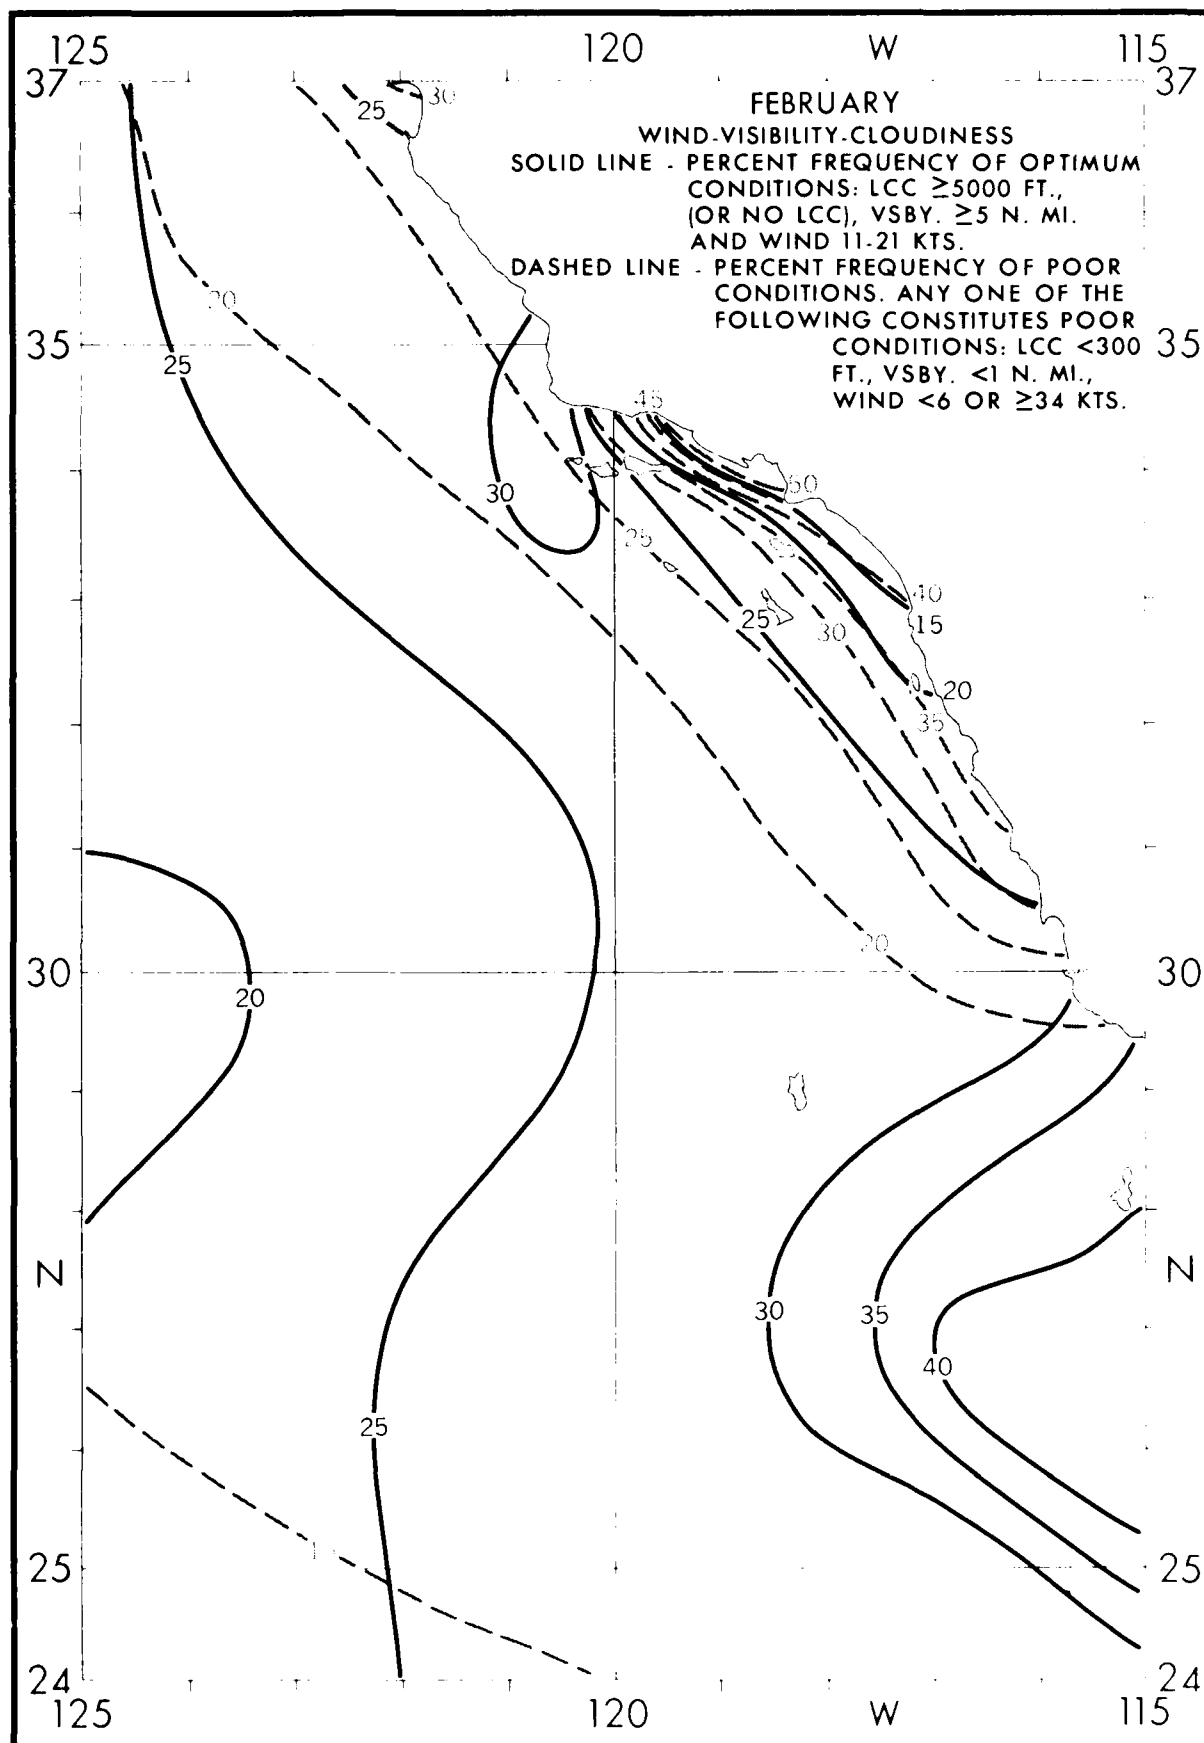 125 120 W 115
37 37
30
25
FEBRUARY
WIND-VISIBILITY-CLOUDINESS
SOLID LINE - PERCENT FREQUENCY OF OPTIMUM
CONDITIONS: LCC ≥5000 FT.,
(OR NO LCC), VSBY. ≥5 N. MI.
AND WIND 11-21 KTS.
DASHED LINE - PERCENT FREQUENCY OF POOR
CONDITIONS. ANY ONE OF THE
FOLLOWING CONSTITUTES POOR
CONDITIONS: LCC <300
FT., VSBY. <1 N. MI.,
WIND <6 OR ≥34 KTS.
20
35 35
25
45
30
50
25
40
25
15
30
20
35
20
30 30
20
N N
30 35
40
25
25 25
24 24
125 120 W 115